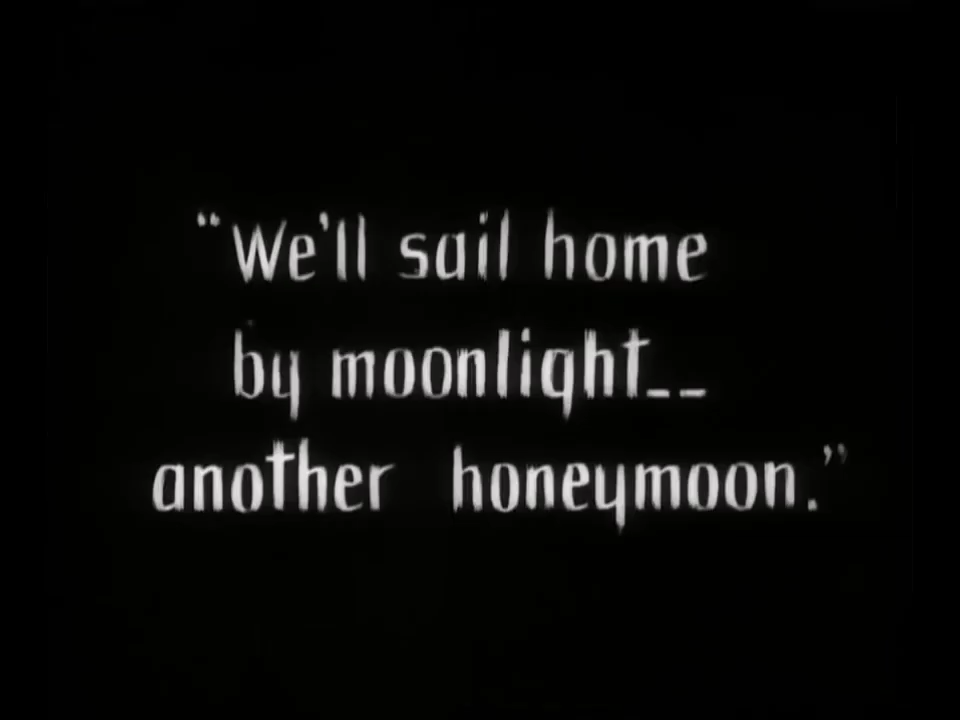 “We'll sail home
by moonlight--
another honeymoon.”